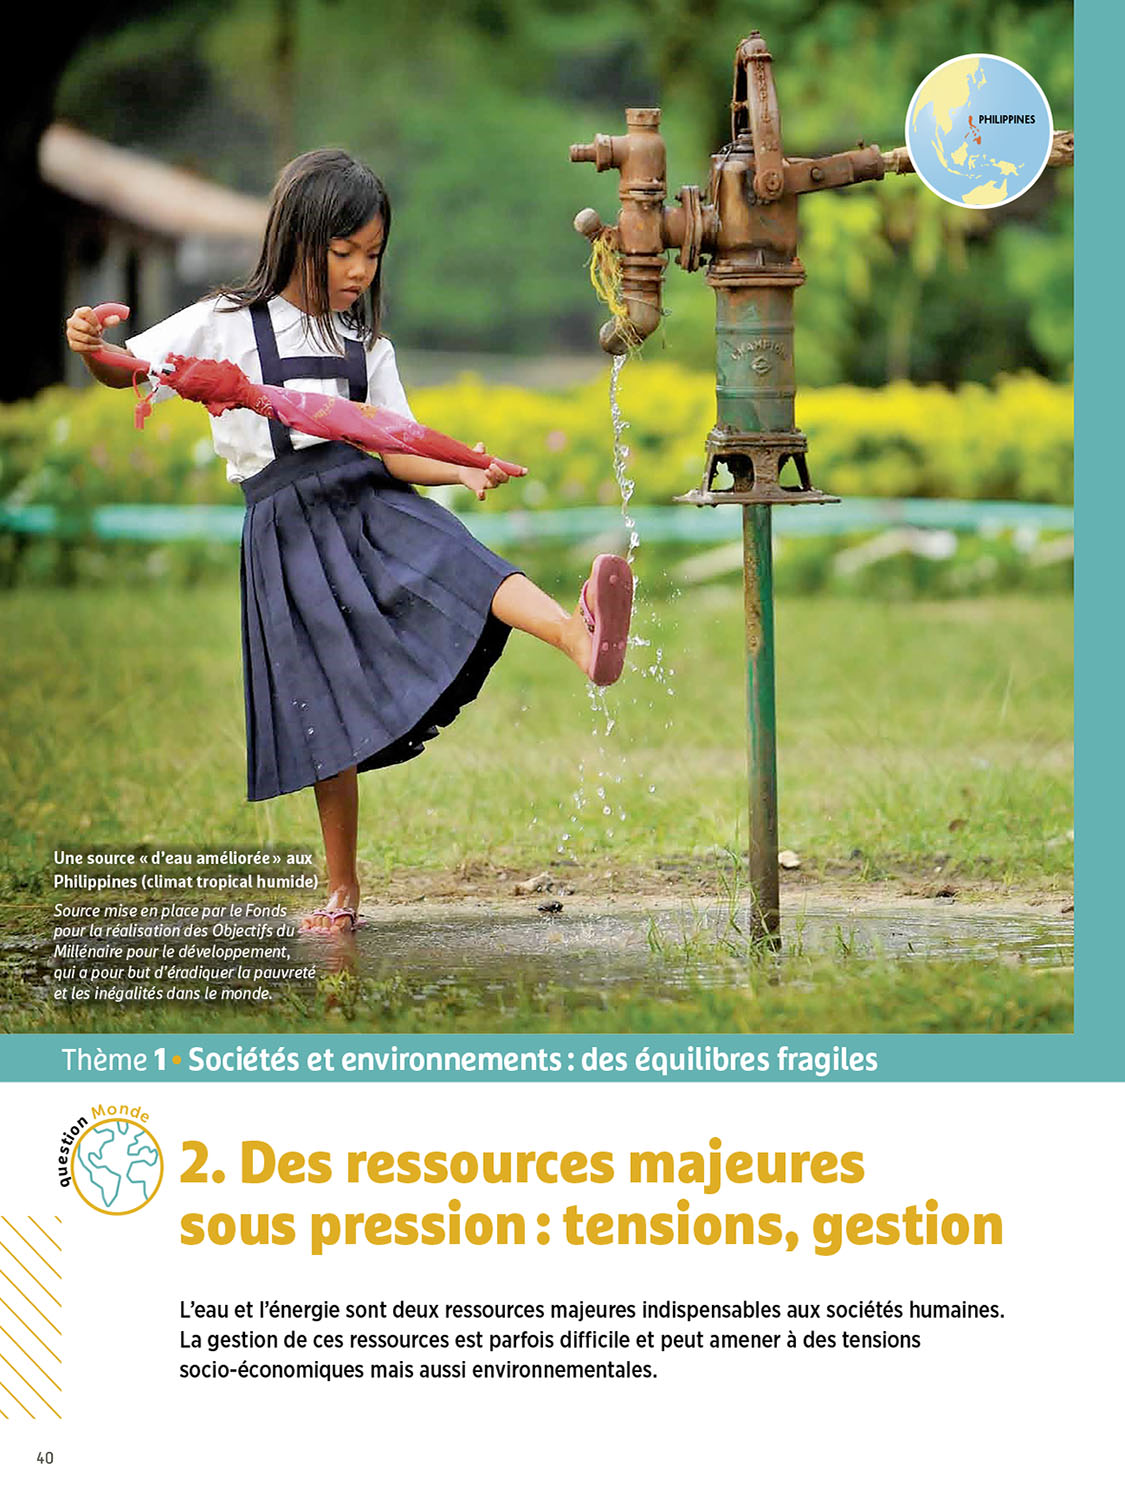 PHILIPPINES
CHAMPION
Une source « d’eau améliorée » aux
Philippines (climat tropical humide)
Source mise en place par le Fonds
pour la réalisation des Objectifs du
Millénaire pour le développement,
qui a pour but d’éradiquer la pauvreté
et les inégalités dans le monde.
Thème 1 • Sociétés et environnements : des équilibres fragiles
question Monde
2. Des ressources majeures
sous pression : tensions, gestion
L’eau et l’énergie sont deux ressources majeures indispensables aux sociétés humaines.
La gestion de ces ressources est parfois difficile et peut amener à des tensions
socio-économiques mais aussi environnementales.
40